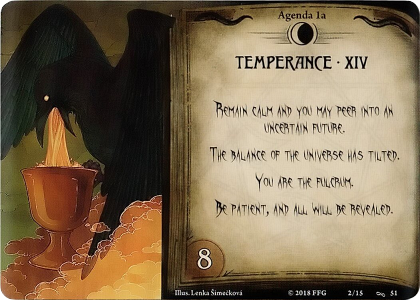 Agenda 1a
TEMPERANCE · XIV
REMAIN CALM AND YOU MAY PEER INTO AN
UNCERTAIN FUTURE.
THE BALANCE OF THE UNIVERSE HAS TILTED.
YOU ARE THE FULCRUM.
BE PATIENT, AND ALL WILL BE REVEALED.
8
Illus. Lenka Šimečková © 2018 FFG 2/15 51